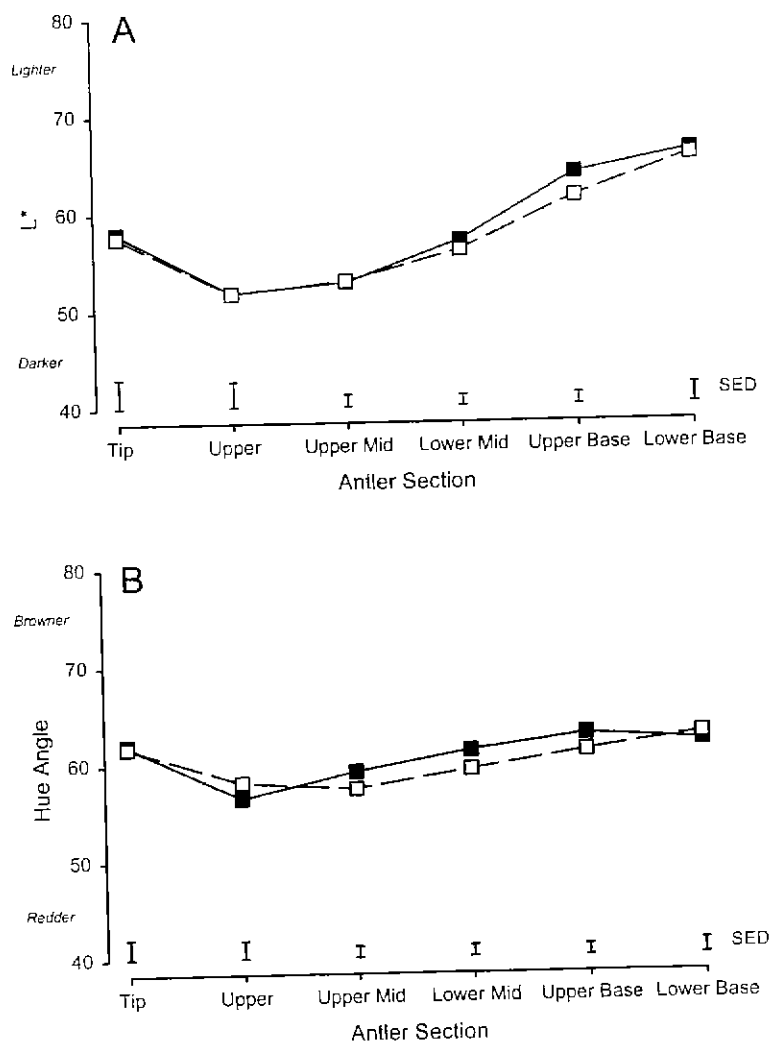 A
80
Lighter
70
L*
60
50
Darker
40
SED
Tip Upper Upper Mid Lower Mid Upper Base Lower Base
Antler Section
B
80
Browner
70
Hue Angle
60
50
Redder
40
SED
Tip Upper Upper Mid Lower Mid Upper Base Lower Base
Antler Section